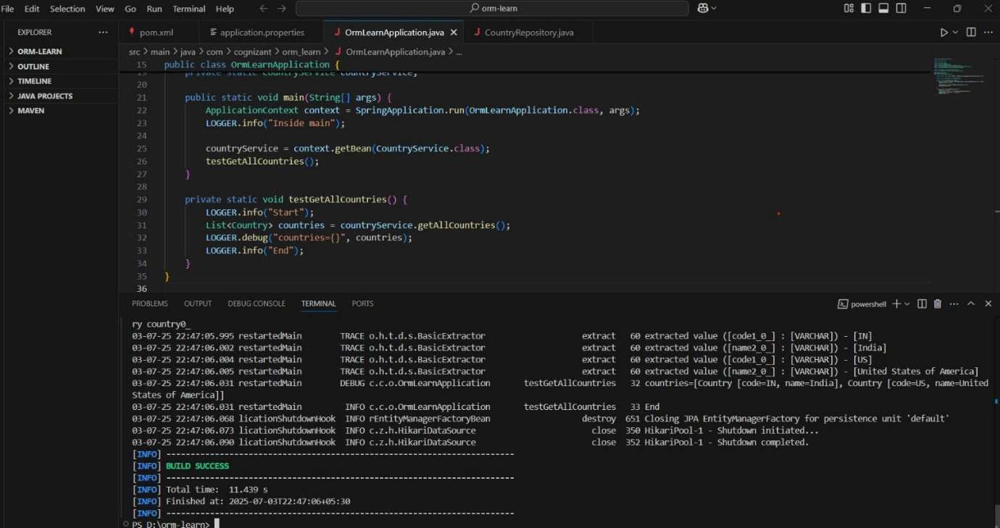 File Edit Selection View Go Run Terminal Help
orm-learn
EXPLORER
ORM-LEARN
OUTLINE
TIMELINE
JAVA PROJECTS
MAVEN
pom.xml application.properties OrmLearnApplication.java CountryRepository.java
src > main > java > com > cognizant > orm_learn > OrmLearnApplication.java > ...
15 public class OrmLearnApplication {
19 private static CountryService countryService;
20
21 public static void main(String[] args) {
22 ApplicationContext context = SpringApplication.run(OrmLearnApplication.class, args);
23 LOGGER.info("Inside main");
24
25 countryService = context.getBean(CountryService.class);
26 testGetAllCountries();
27 }
28
29 private static void testGetAllCountries() {
30 LOGGER.info("Start");
31 List<Country> countries = countryService.getAllCountries();
32 LOGGER.debug("countries={}", countries);
33 LOGGER.info("End");
34 }
35 }
36
PROBLEMS OUTPUT DEBUG CONSOLE TERMINAL PORTS
powershell
ry country0_
03-07-25 22:47:05.995 restartedMain TRACE o.h.t.d.s.BasicExtractor extract 60 extracted value ([code1_0_] : [VARCHAR]) - [IN]
03-07-25 22:47:06.002 restartedMain TRACE o.h.t.d.s.BasicExtractor extract 60 extracted value ([name2_0_] : [VARCHAR]) - [India]
03-07-25 22:47:06.004 restartedMain TRACE o.h.t.d.s.BasicExtractor extract 60 extracted value ([code1_0_] : [VARCHAR]) - [US]
03-07-25 22:47:06.005 restartedMain TRACE o.h.t.d.s.BasicExtractor extract 60 extracted value ([name2_0_] : [VARCHAR]) - [United States of America]
03-07-25 22:47:06.031 restartedMain DEBUG c.c.o.OrmLearnApplication testGetAllCountries 32 countries=[Country [code=IN, name=India], Country [code=US, name=United
States of America]]
03-07-25 22:47:06.031 restartedMain INFO c.c.o.OrmLearnApplication testGetAllCountries 33 End
03-07-25 22:47:06.068 licationShutdownHook INFO rEntityManagerFactoryBean destroy 651 Closing JPA EntityManagerFactory for persistence unit 'default'
03-07-25 22:47:06.073 licationShutdownHook INFO c.z.h.HikariDataSource close 350 HikariPool-1 - Shutdown initiated...
03-07-25 22:47:06.090 licationShutdownHook INFO c.z.h.HikariDataSource close 352 HikariPool-1 - Shutdown completed.
[INFO] ------------------------------------------------------------------------
[INFO] BUILD SUCCESS
[INFO] ------------------------------------------------------------------------
[INFO] Total time: 11.439 s
[INFO] Finished at: 2025-07-03T22:47:06+05:30
[INFO] ------------------------------------------------------------------------
PS D:\orm-learn>